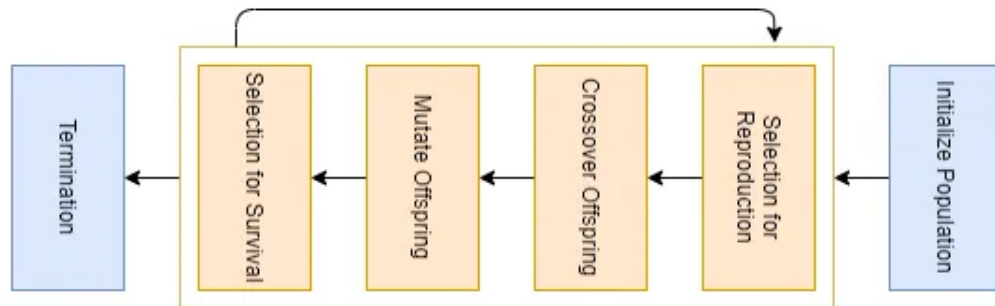 Initialize Population
Selection for
Reproduction
Crossover Offspring
Mutate Offspring
Selection for Survival
Termination